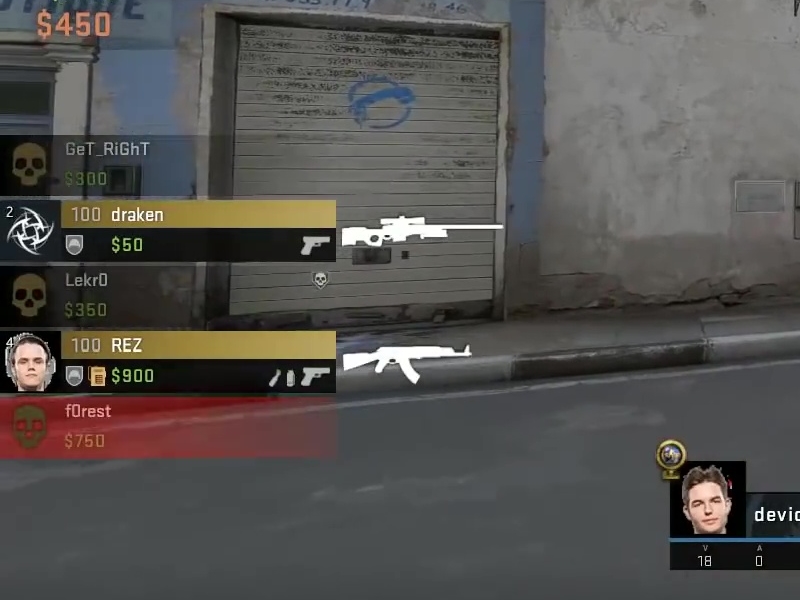 $450
GeT_RiGhT
$300
2
100 draken
$50
Lekr0
$350
4
100 REZ
$900
f0rest
$750
devic
V A
18 0